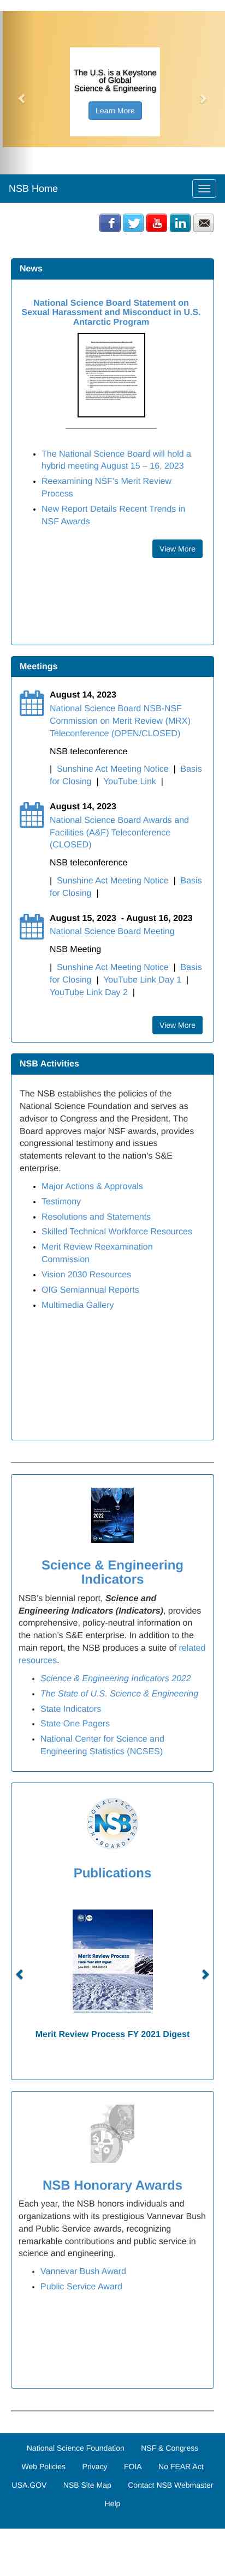 The U.S. is a Keystone
of Global
Science & Engineering
Learn More
NSB Home
News
National Science Board Statement on
Sexual Harassment and Misconduct in U.S.
Antarctic Program
• The National Science Board will hold a
hybrid meeting August 15 – 16, 2023
• Reexamining NSF's Merit Review
Process
• New Report Details Recent Trends in
NSF Awards
View More
Meetings
August 14, 2023
National Science Board NSB-NSF
Commission on Merit Review (MRX)
Teleconference (OPEN/CLOSED)
NSB teleconference
| Sunshine Act Meeting Notice | Basis
for Closing | YouTube Link |
August 14, 2023
National Science Board Awards and
Facilities (A&F) Teleconference
(CLOSED)
NSB teleconference
| Sunshine Act Meeting Notice | Basis
for Closing |
August 15, 2023 - August 16, 2023
National Science Board Meeting
NSB Meeting
| Sunshine Act Meeting Notice | Basis
for Closing | YouTube Link Day 1 |
YouTube Link Day 2 |
View More
NSB Activities
The NSB establishes the policies of the
National Science Foundation and serves as
advisor to Congress and the President. The
Board approves major NSF awards, provides
congressional testimony and issues
statements relevant to the nation's S&E
enterprise.
• Major Actions & Approvals
• Testimony
• Resolutions and Statements
• Skilled Technical Workforce Resources
• Merit Review Reexamination
Commission
• Vision 2030 Resources
• OIG Semiannual Reports
• Multimedia Gallery
2022
Science & Engineering
Indicators
NSB's biennial report, Science and
Engineering Indicators (Indicators), provides
comprehensive, policy-neutral information on
the nation's S&E enterprise. In addition to the
main report, the NSB produces a suite of related
resources.
• Science & Engineering Indicators 2022
• The State of U.S. Science & Engineering
• State Indicators
• State One Pagers
• National Center for Science and
Engineering Statistics (NCSES)
NATIONAL SCIENCE
NSB
BOARD
Publications
Merit Review Process
Fiscal Year 2021 Digest
Merit Review Process FY 2021 Digest
NSB Honorary Awards
Each year, the NSB honors individuals and
organizations with its prestigious Vannevar Bush
and Public Service awards, recognizing
remarkable contributions and public service in
science and engineering.
• Vannevar Bush Award
• Public Service Award
National Science Foundation NSF & Congress
Web Policies Privacy FOIA No FEAR Act
USA.GOV NSB Site Map Contact NSB Webmaster
Help